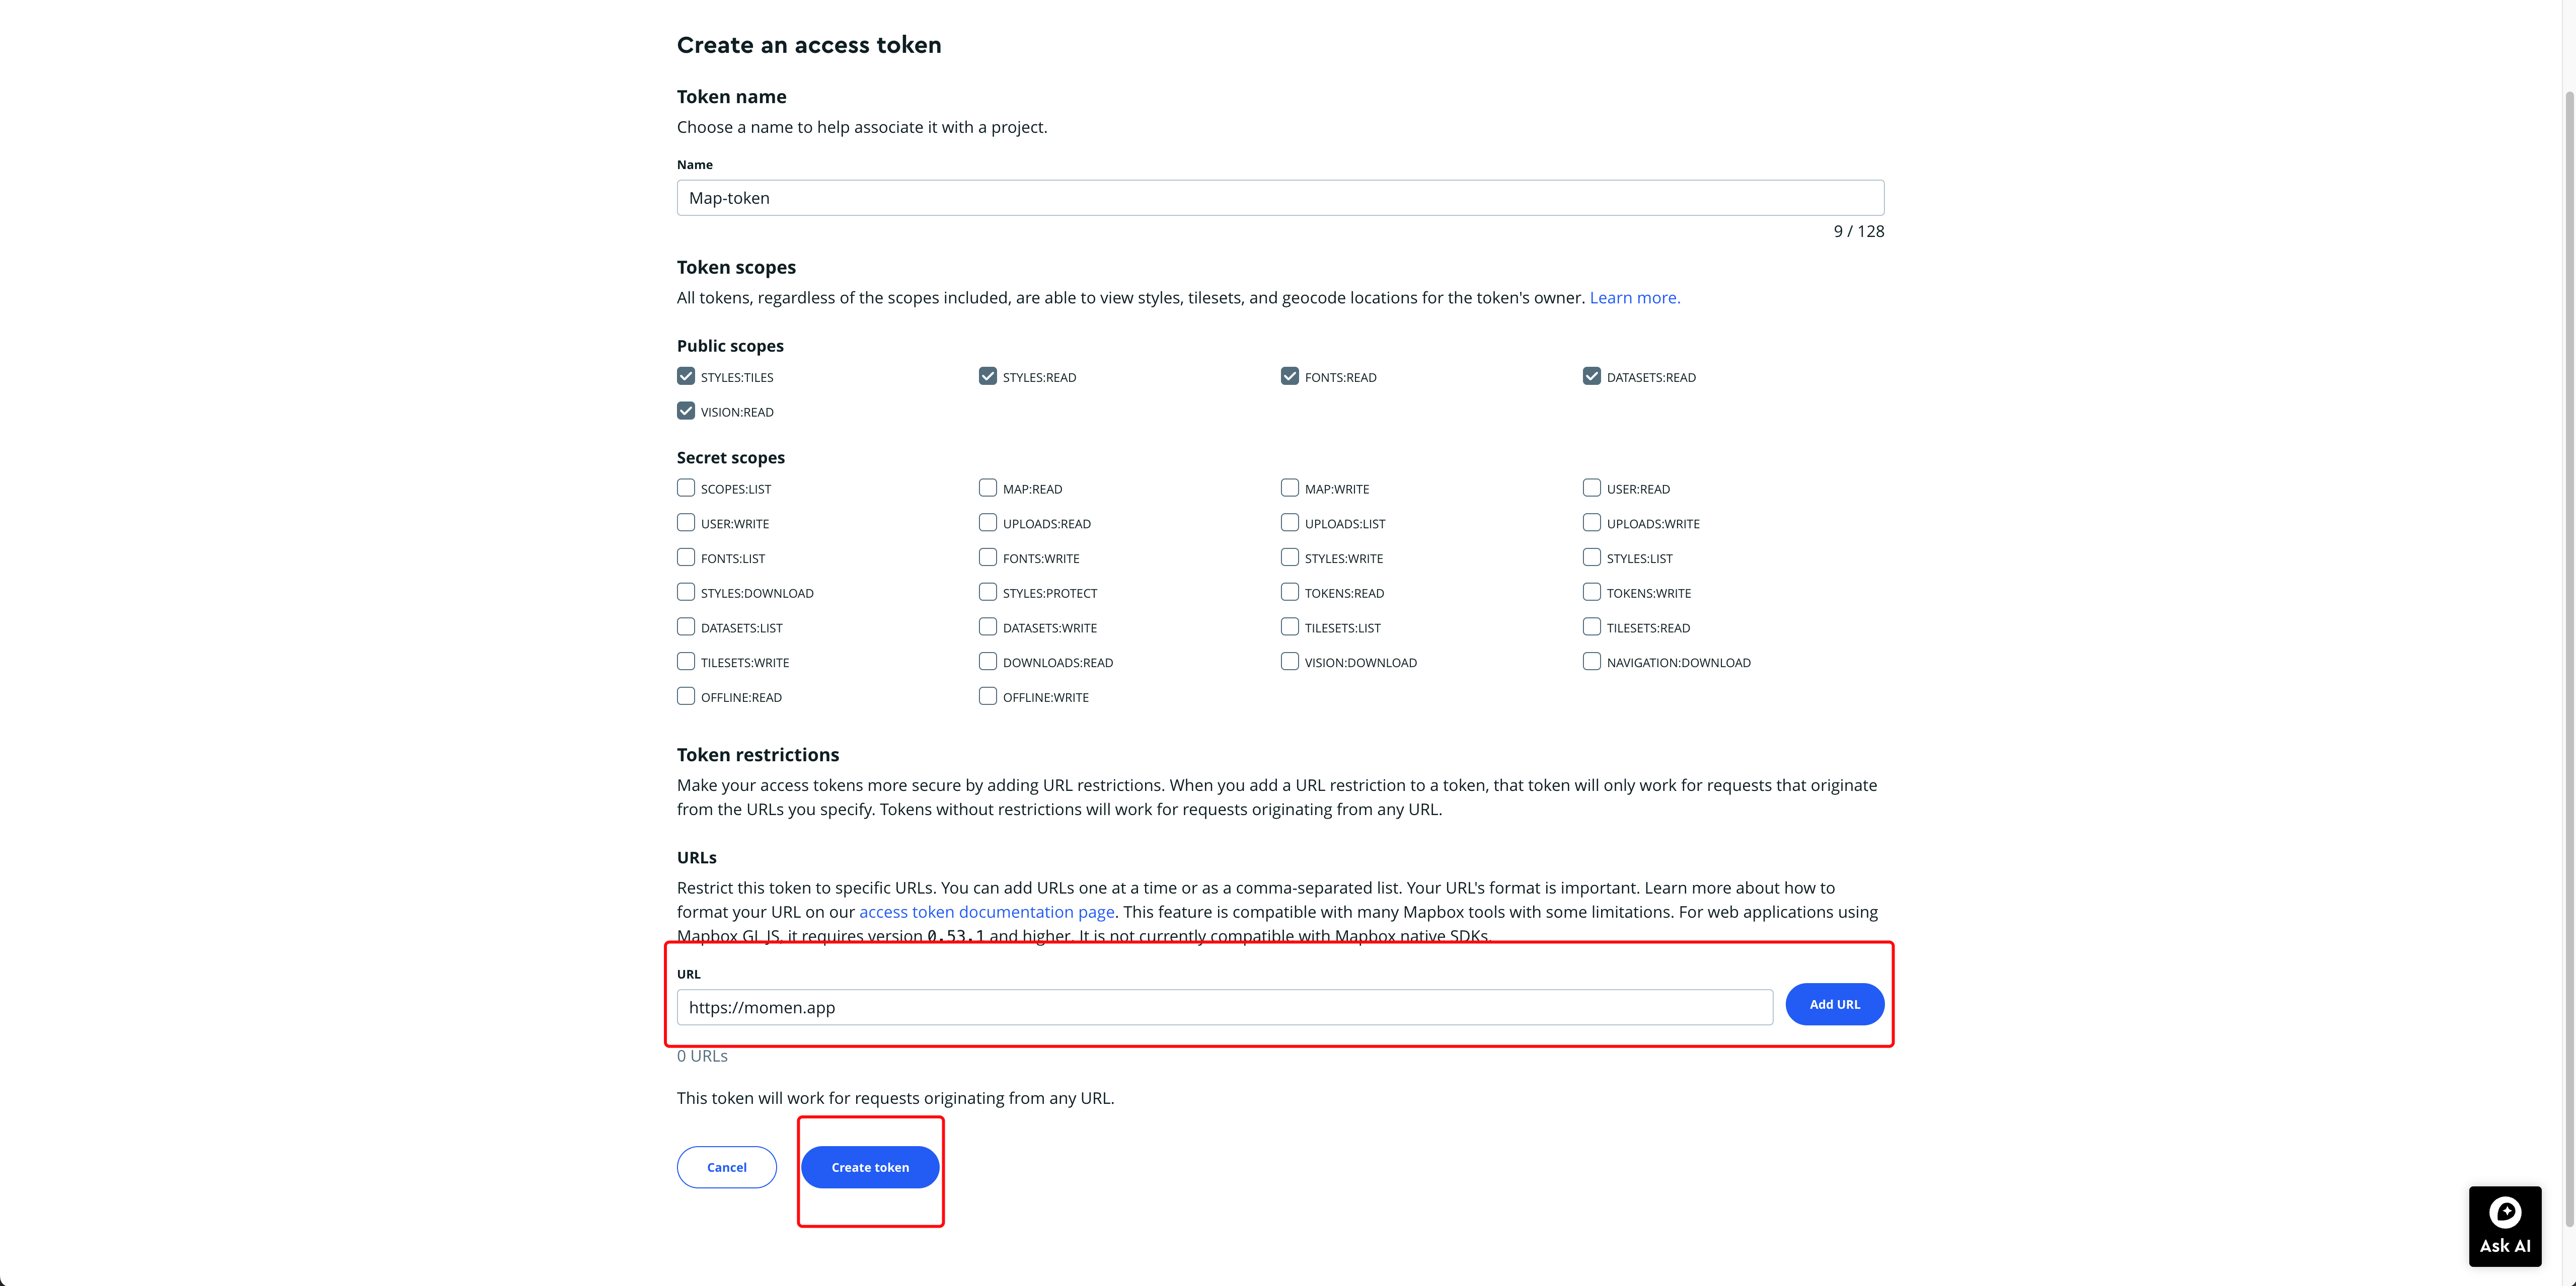 Create an access token
Token name
Choose a name to help associate it with a project.
Name
Map-token
9 / 128
Token scopes
All tokens, regardless of the scopes included, are able to view styles, tilesets, and geocode locations for the token's owner. Learn more.
Public scopes
STYLES:TILES STYLES:READ FONTS:READ DATASETS:READ
VISION:READ
Secret scopes
SCOPES:LIST MAP:READ MAP:WRITE USER:READ
USER:WRITE UPLOADS:READ UPLOADS:LIST UPLOADS:WRITE
FONTS:LIST FONTS:WRITE STYLES:WRITE STYLES:LIST
STYLES:DOWNLOAD STYLES:PROTECT TOKENS:READ TOKENS:WRITE
DATASETS:LIST DATASETS:WRITE TILESETS:LIST TILESETS:READ
TILESETS:WRITE DOWNLOADS:READ VISION:DOWNLOAD NAVIGATION:DOWNLOAD
OFFLINE:READ OFFLINE:WRITE
Token restrictions
Make your access tokens more secure by adding URL restrictions. When you add a URL restriction to a token, that token will only work for requests that originate
from the URLs you specify. Tokens without restrictions will work for requests originating from any URL.
URLs
Restrict this token to specific URLs. You can add URLs one at a time or as a comma-separated list. Your URL's format is important. Learn more about how to
format your URL on our access token documentation page. This feature is compatible with many Mapbox tools with some limitations. For web applications using
Mapbox GL JS, it requires version 0.53.1 and higher. It is not currently compatible with Mapbox native SDKs.
URL
https://momen.app
Add URL
0 URLs
This token will work for requests originating from any URL.
Cancel Create token
Ask AI